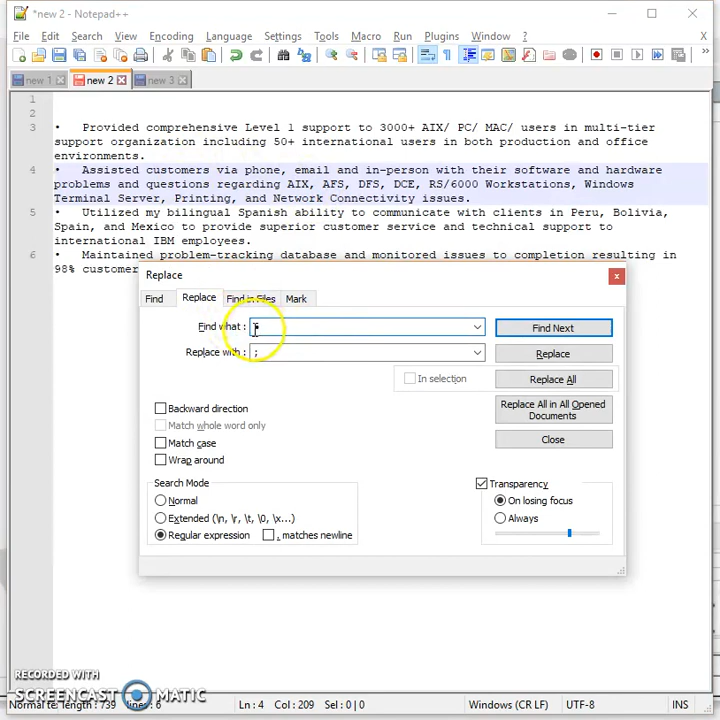 *new 2 - Notepad++
File Edit Search View Encoding Language Settings Tools Macro Run Plugins Window ? X
new 1 new 2 new 3
1
2
3 • Provided comprehensive Level 1 support to 3000+ AIX/ PC/ MAC/ users in multi-tier
support organization including 50+ international users in both production and office
environments.
4 • Assisted customers via phone, email and in-person with their software and hardware
problems and questions regarding AIX, AFS, DFS, DCE, RS/6000 Workstations, Windows
Terminal Server, Printing, and Network Connectivity issues.
5 • Utilized my bilingual Spanish ability to communicate with clients in Peru, Bolivia,
Spain, and Mexico to provide superior customer service and technical support to
international IBM employees.
6 • Maintained problem-tracking database and monitored issues to completion resulting in
98% customer
Replace x
Find Replace Find in Files Mark
Find what : Find Next
Replace with : ; Replace
In selection Replace All
Replace All in All Opened
Documents
Close
Backward direction
Match whole word only
Match case
Wrap around
Search Mode
Normal
Extended (\n, \r, \t, \0, \x...)
Regular expression . matches newline
Transparency
On losing focus
Always
RECORDED WITH
SCREENCAST MATIC
Normal te length : 739 lines : 6 Ln : 4 Col : 209 Sel : 0 | 0 Windows (CR LF) UTF-8 INS